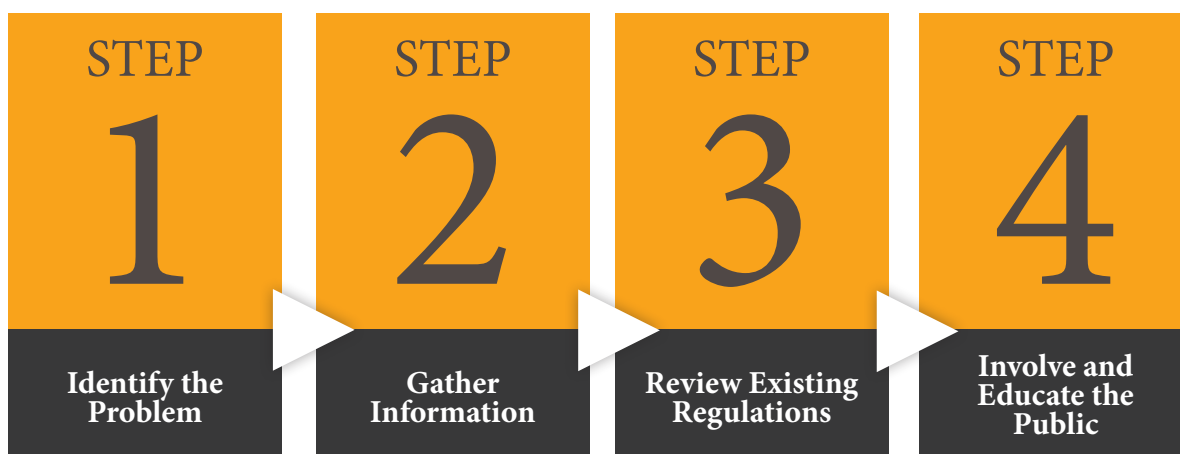 STEP
1
Identify the
Problem
STEP
2
Gather
Information
STEP
3
Review Existing
Regulations
STEP
4
Involve and
Educate the
Public